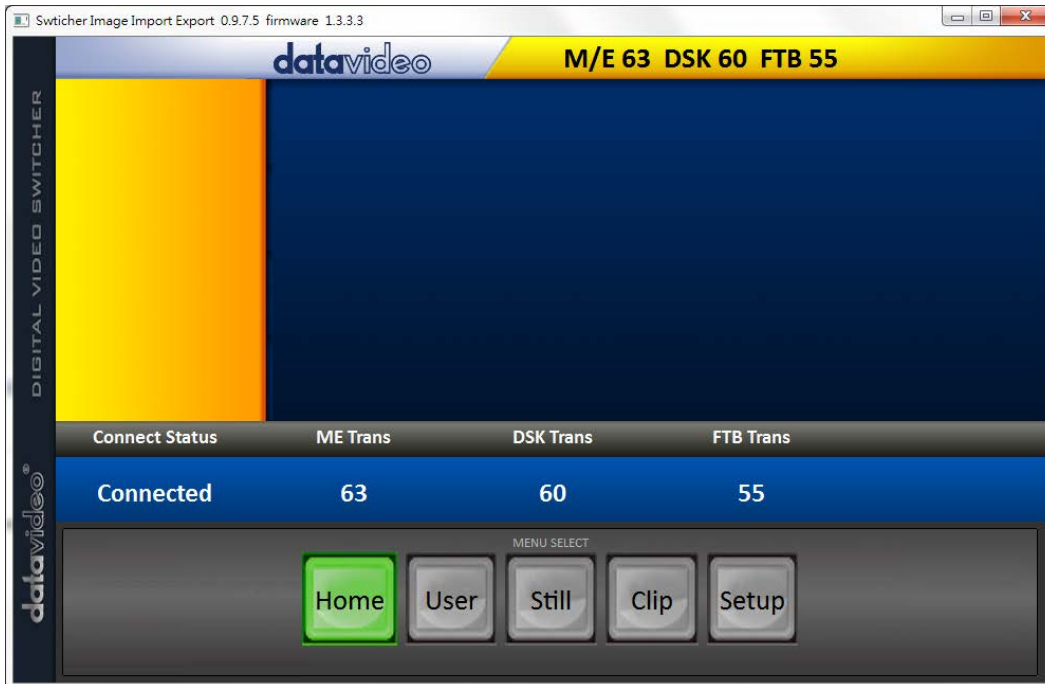 Swticher Image Import Export 0.9.7.5 firmware 1.3.3.3
datavideo
M/E 63 DSK 60 FTB 55
DIGITAL VIDEO SWITCHER
datavideo®
Connect Status ME Trans DSK Trans FTB Trans
Connected 63 60 55
MENU SELECT
Home User Still Clip Setup